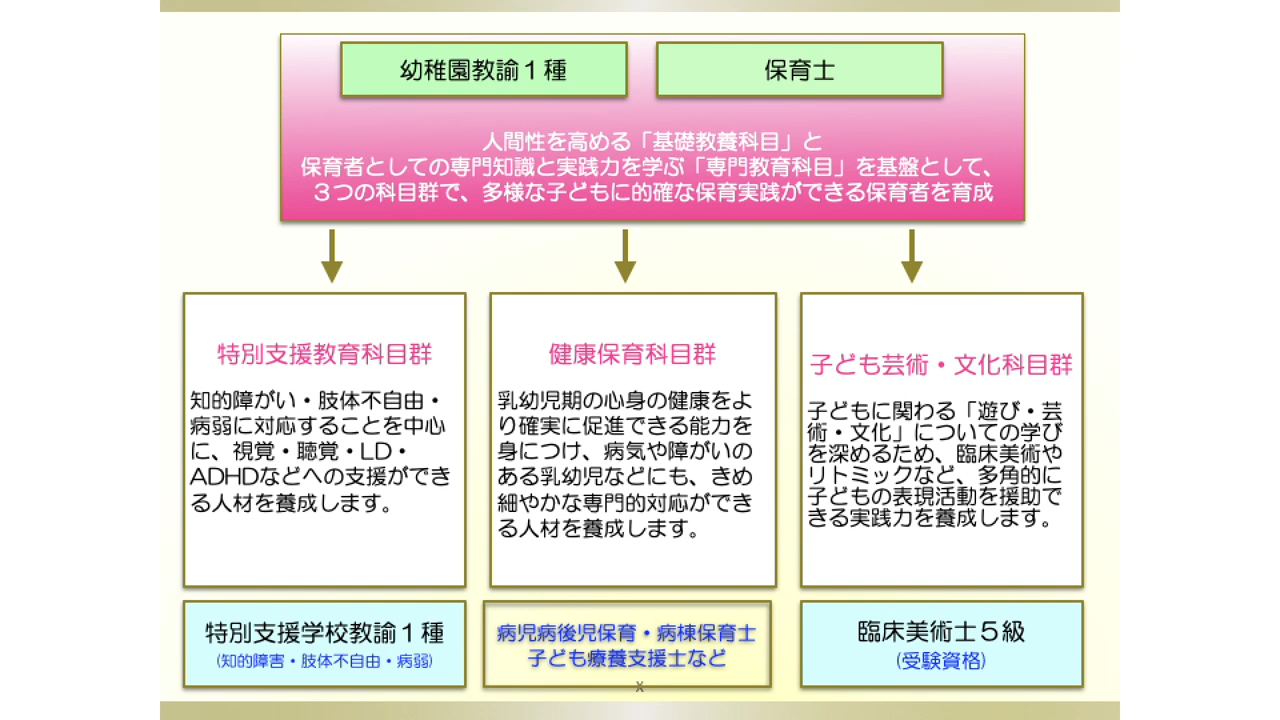 幼稚園教諭１種
保育士
人間性を高める「基礎教養科目」と
保育者としての専門知識と実践力を学ぶ「専門教育科目」を基盤として、
３つの科目群で、多様な子どもに的確な保育実践ができる保育者を育成
特別支援教育科目群
知的障がい・肢体不自由・
病弱に対応することを中心
に、視覚・聴覚・LD・
ADHDなどへの支援ができ
る人材を養成します。
健康保育科目群
乳幼児期の心身の健康をよ
り確実に促進できる能力を
身につけ、病気や障がいの
ある乳幼児などにも、きめ
細やかな専門的対応ができ
る人材を養成します。
子ども芸術・文化科目群
子どもに関わる「遊び・芸
術・文化」についての学び
を深めるため、臨床美術や
リトミックなど、多角的に
子どもの表現活動を援助で
きる実践力を養成します。
特別支援学校教諭１種
(知的障害・肢体不自由・病弱)
病児病後児保育・病棟保育士
子ども療養支援士など
x
臨床美術士５級
(受験資格)